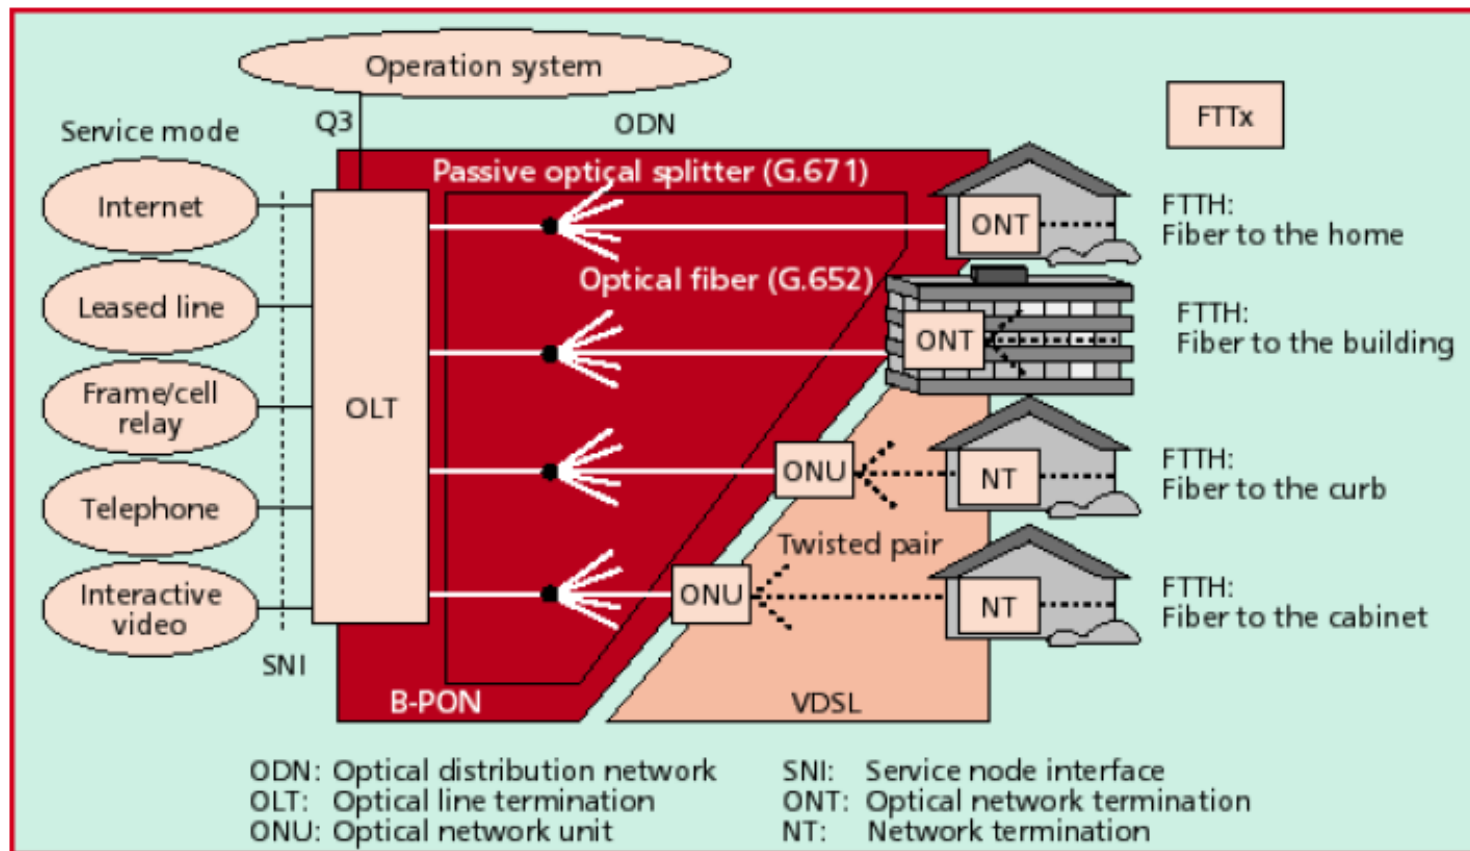 Operation system
Q3
ODN
FTTx
Service mode
Passive optical splitter (G.671)
Internet
ONT
FTTH:
Fiber to the home
Optical fiber (G.652)
Leased line
ONT
FTTH:
Fiber to the building
Frame/cell
relay
OLT
ONU
NT
FTTH:
Fiber to the curb
Telephone
Twisted pair
Interactive
video
ONU
NT
FTTH:
Fiber to the cabinet
SNI
B-PON
VDSL
ODN: Optical distribution network
OLT: Optical line termination
ONU: Optical network unit
SNI: Service node interface
ONT: Optical network termination
NT: Network termination